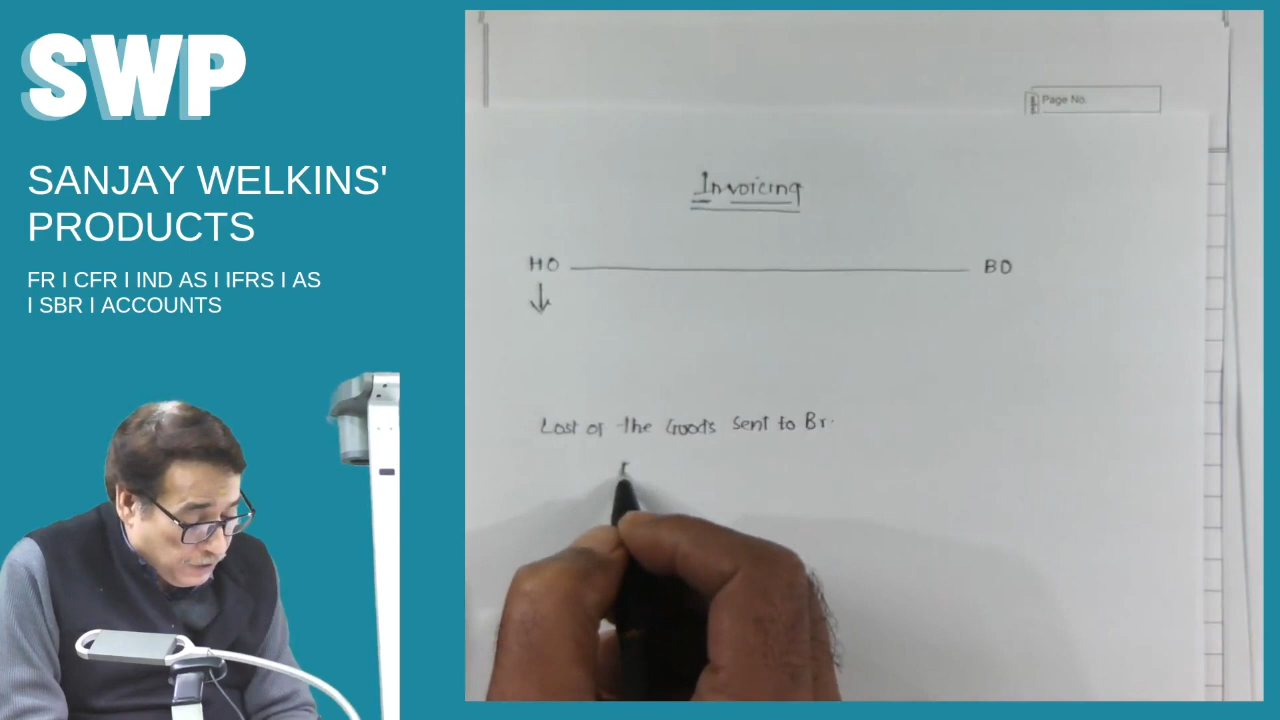 SWP
SANJAY WELKINS'
PRODUCTS
FR I CFR I IND AS I IFRS I AS
I SBR I ACCOUNTS
Page No.
Invoicing
HO BO
Cost of the Goods Sent to Br.